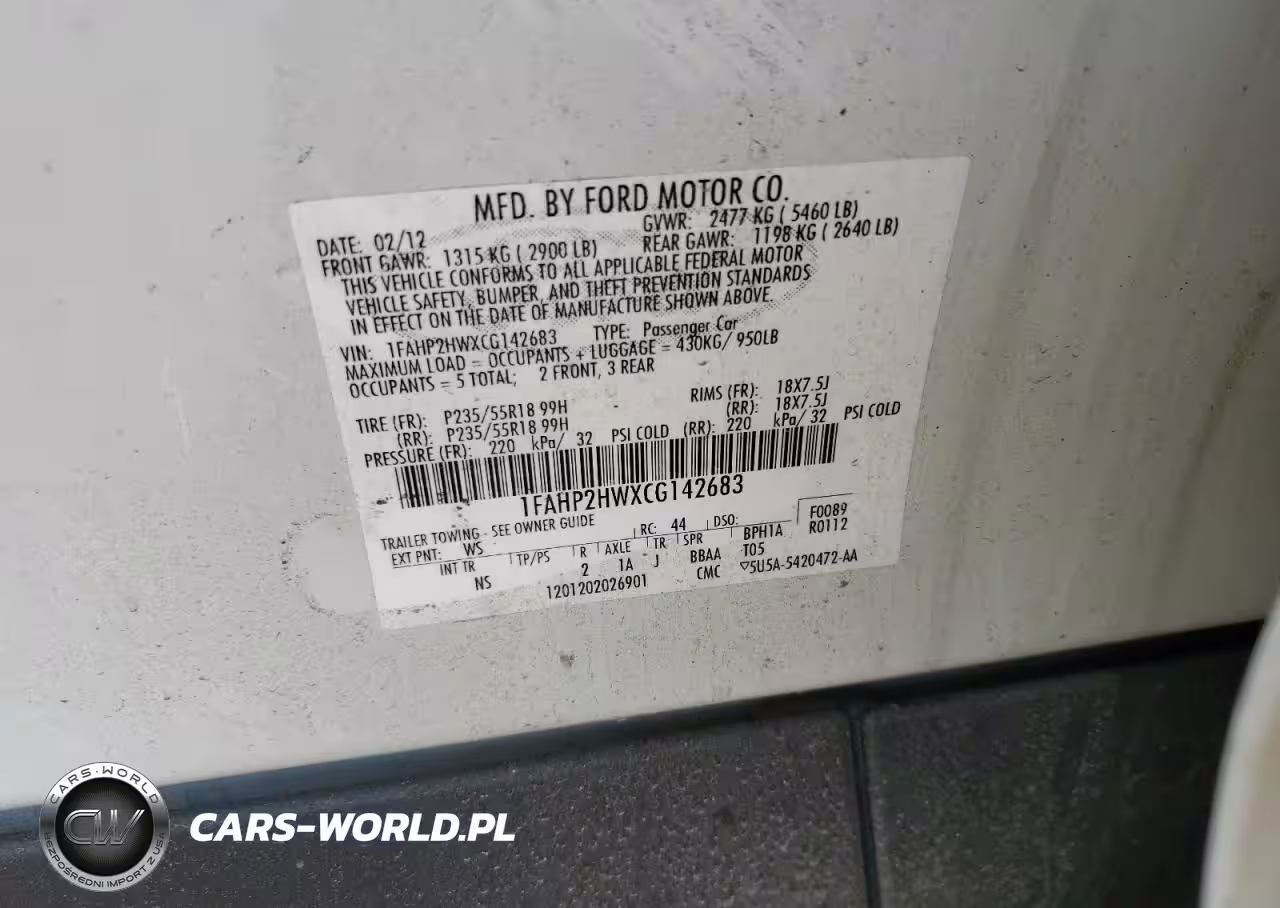 MFD. BY FORD MOTOR CO.
DATE: 02/12 GVWR: 2477 KG ( 5460 LB)
FRONT GAWR: 1315 KG ( 2900 LB) REAR GAWR: 1198 KG ( 2640 LB)
THIS VEHICLE CONFORMS TO ALL APPLICABLE FEDERAL MOTOR
VEHICLE SAFETY, BUMPER, AND THEFT PREVENTION STANDARDS
IN EFFECT ON THE DATE OF MANUFACTURE SHOWN ABOVE.
VIN: 1FAHP2HWXCG142683 TYPE: Passenger Car
MAXIMUM LOAD = OCCUPANTS + LUGGAGE = 430KG/ 950LB
OCCUPANTS = 5 TOTAL; 2 FRONT, 3 REAR
TIRE (FR): P235/55R18 99H RIMS (FR): 18X7.5J
(RR): P235/55R18 99H (RR): 18X7.5J
PRESSURE (FR): 220 kPa/ 32 PSI COLD (RR): 220 kPa/ 32 PSI COLD
1FAHP2HWXCG142683
TRAILER TOWING - SEE OWNER GUIDE
EXT PNT: WS RC: 44 DSO: F0089
R0112
INT TR TP/PS R AXLE TR SPR BPH1A
NS 2 1A J BBAA T05
1201202026901 CMC ▽5U5A-5420472-AA
CARS-WORLD
CW
BEZPOŚREDNI IMPORT Z USA
CARS-WORLD.PL